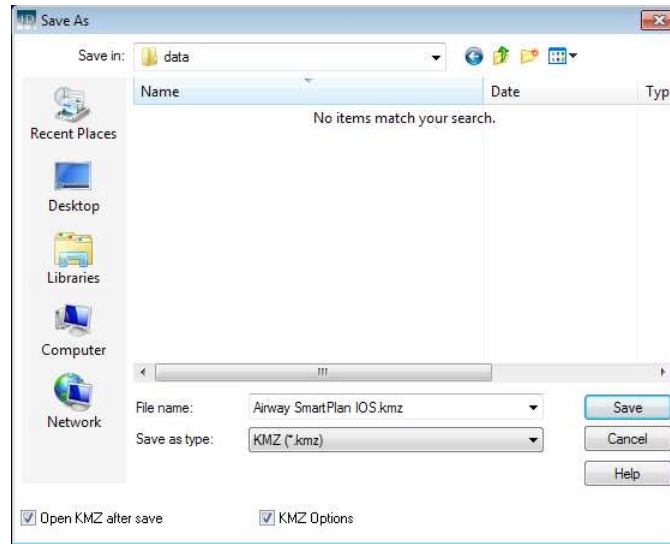 Save As
Save in: data
Name Date Typ
No items match your search.
Recent Places
Desktop
Libraries
Computer
Network
File name: Airway SmartPlan IOS.kmz Save
Save as type: KMZ (*.kmz) Cancel
Help
Open KMZ after save KMZ Options